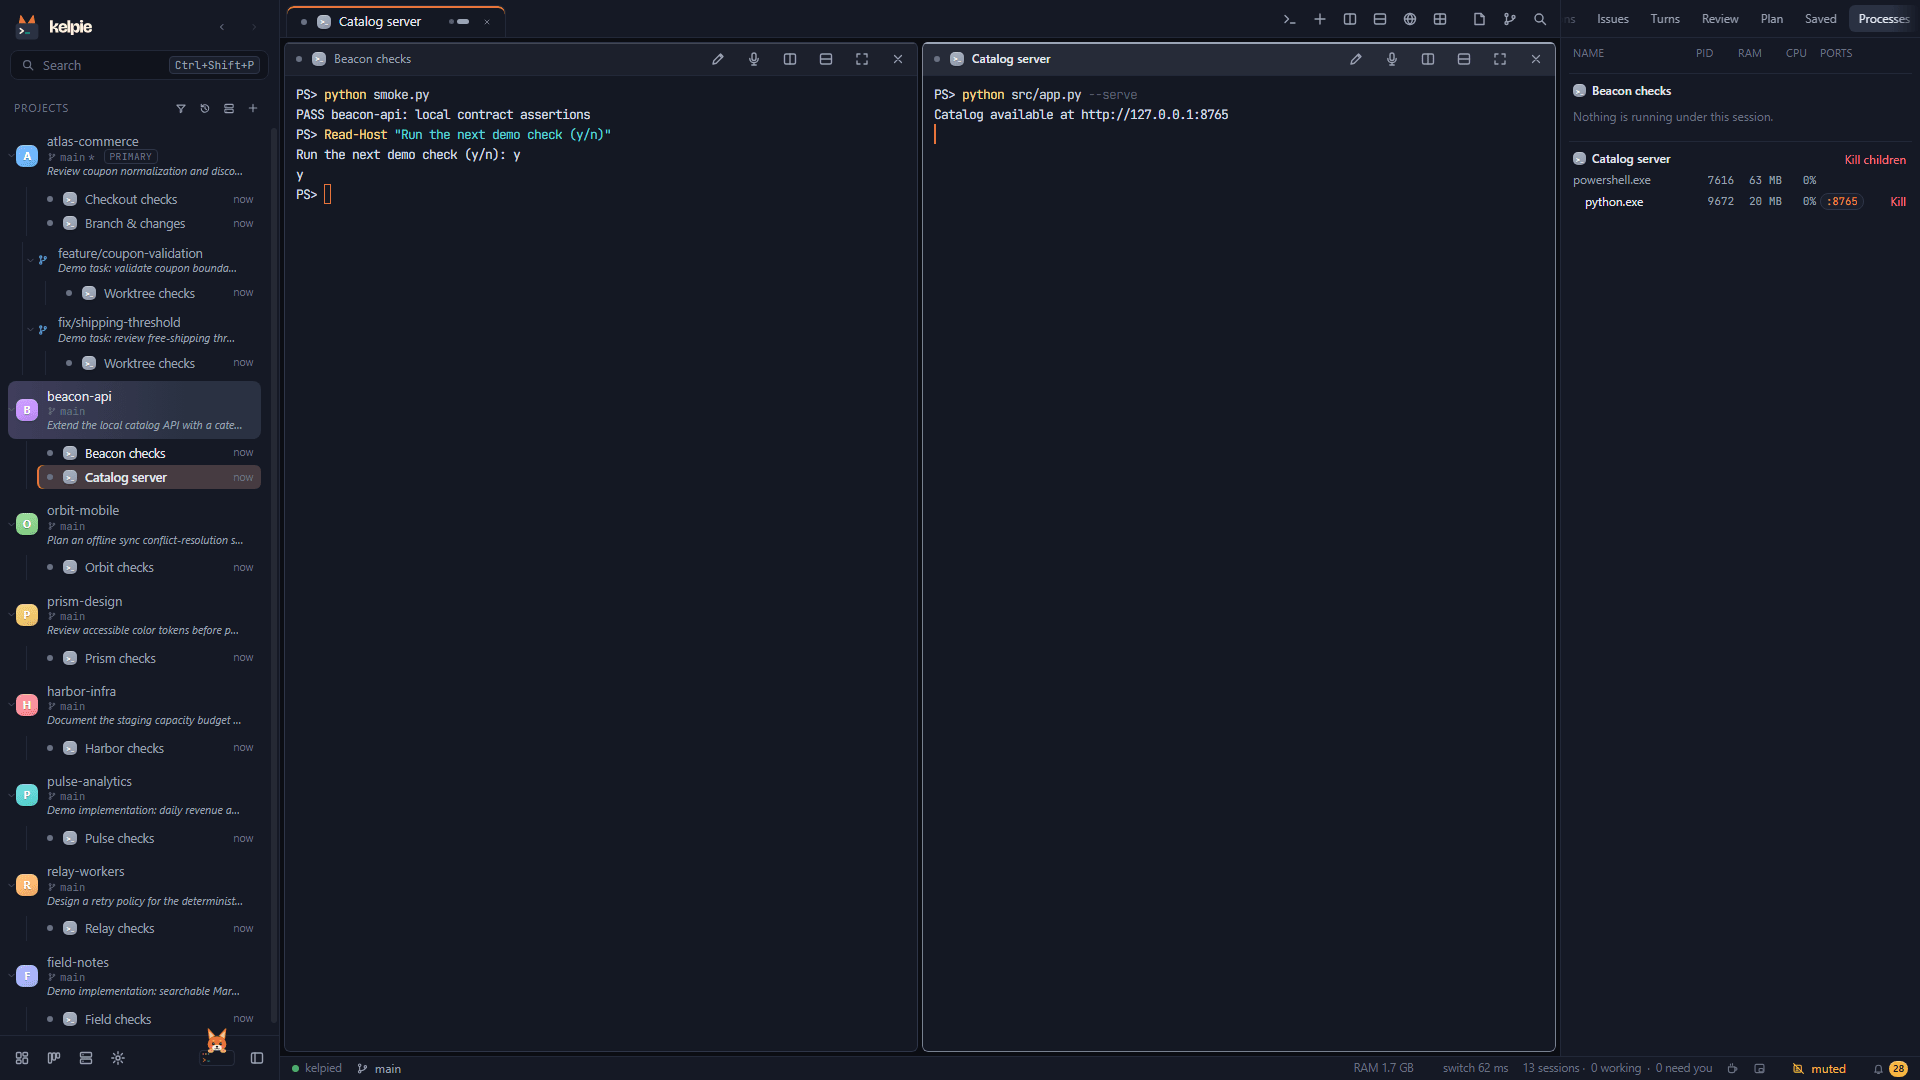 kelpie
Search
Ctrl+Shift+P
PROJECTS
A
atlas-commerce
main *
PRIMARY
Review coupon normalization and disco...
Checkout checks
now
Branch & changes
now
feature/coupon-validation
Demo task: validate coupon bounda...
Worktree checks
now
fix/shipping-threshold
Demo task: review free-shipping thr...
Worktree checks
now
B
beacon-api
main
Extend the local catalog API with a cate...
Beacon checks
now
Catalog server
now
O
orbit-mobile
main
Plan an offline sync conflict-resolution s...
Orbit checks
now
P
prism-design
main
Review accessible color tokens before p...
Prism checks
now
H
harbor-infra
main
Document the staging capacity budget ...
Harbor checks
now
P
pulse-analytics
main
Demo implementation: daily revenue a...
Pulse checks
now
R
relay-workers
main
Design a retry policy for the determinist...
Relay checks
now
F
field-notes
main
Demo implementation: searchable Mar...
Field checks
now
Catalog server
Beacon checks
PS> python smoke.py
PASS beacon-api: local contract assertions
PS> Read-Host "Run the next demo check (y/n)"
Run the next demo check (y/n): y
y
PS>
Catalog server
PS> python src/app.py --serve
Catalog available at http://127.0.0.1:8765
Issues
Turns
Review
Plan
Saved
Processes
NAME
PID
RAM
CPU
PORTS
Beacon checks
Nothing is running under this session.
Catalog server
Kill children
powershell.exe
7616
63 MB
0%
python.exe
9672
20 MB
0%
:8765
Kill
kelpied
main
RAM 1.7 GB
switch 62 ms
13 sessions · 0 working · 0 need you
muted
28